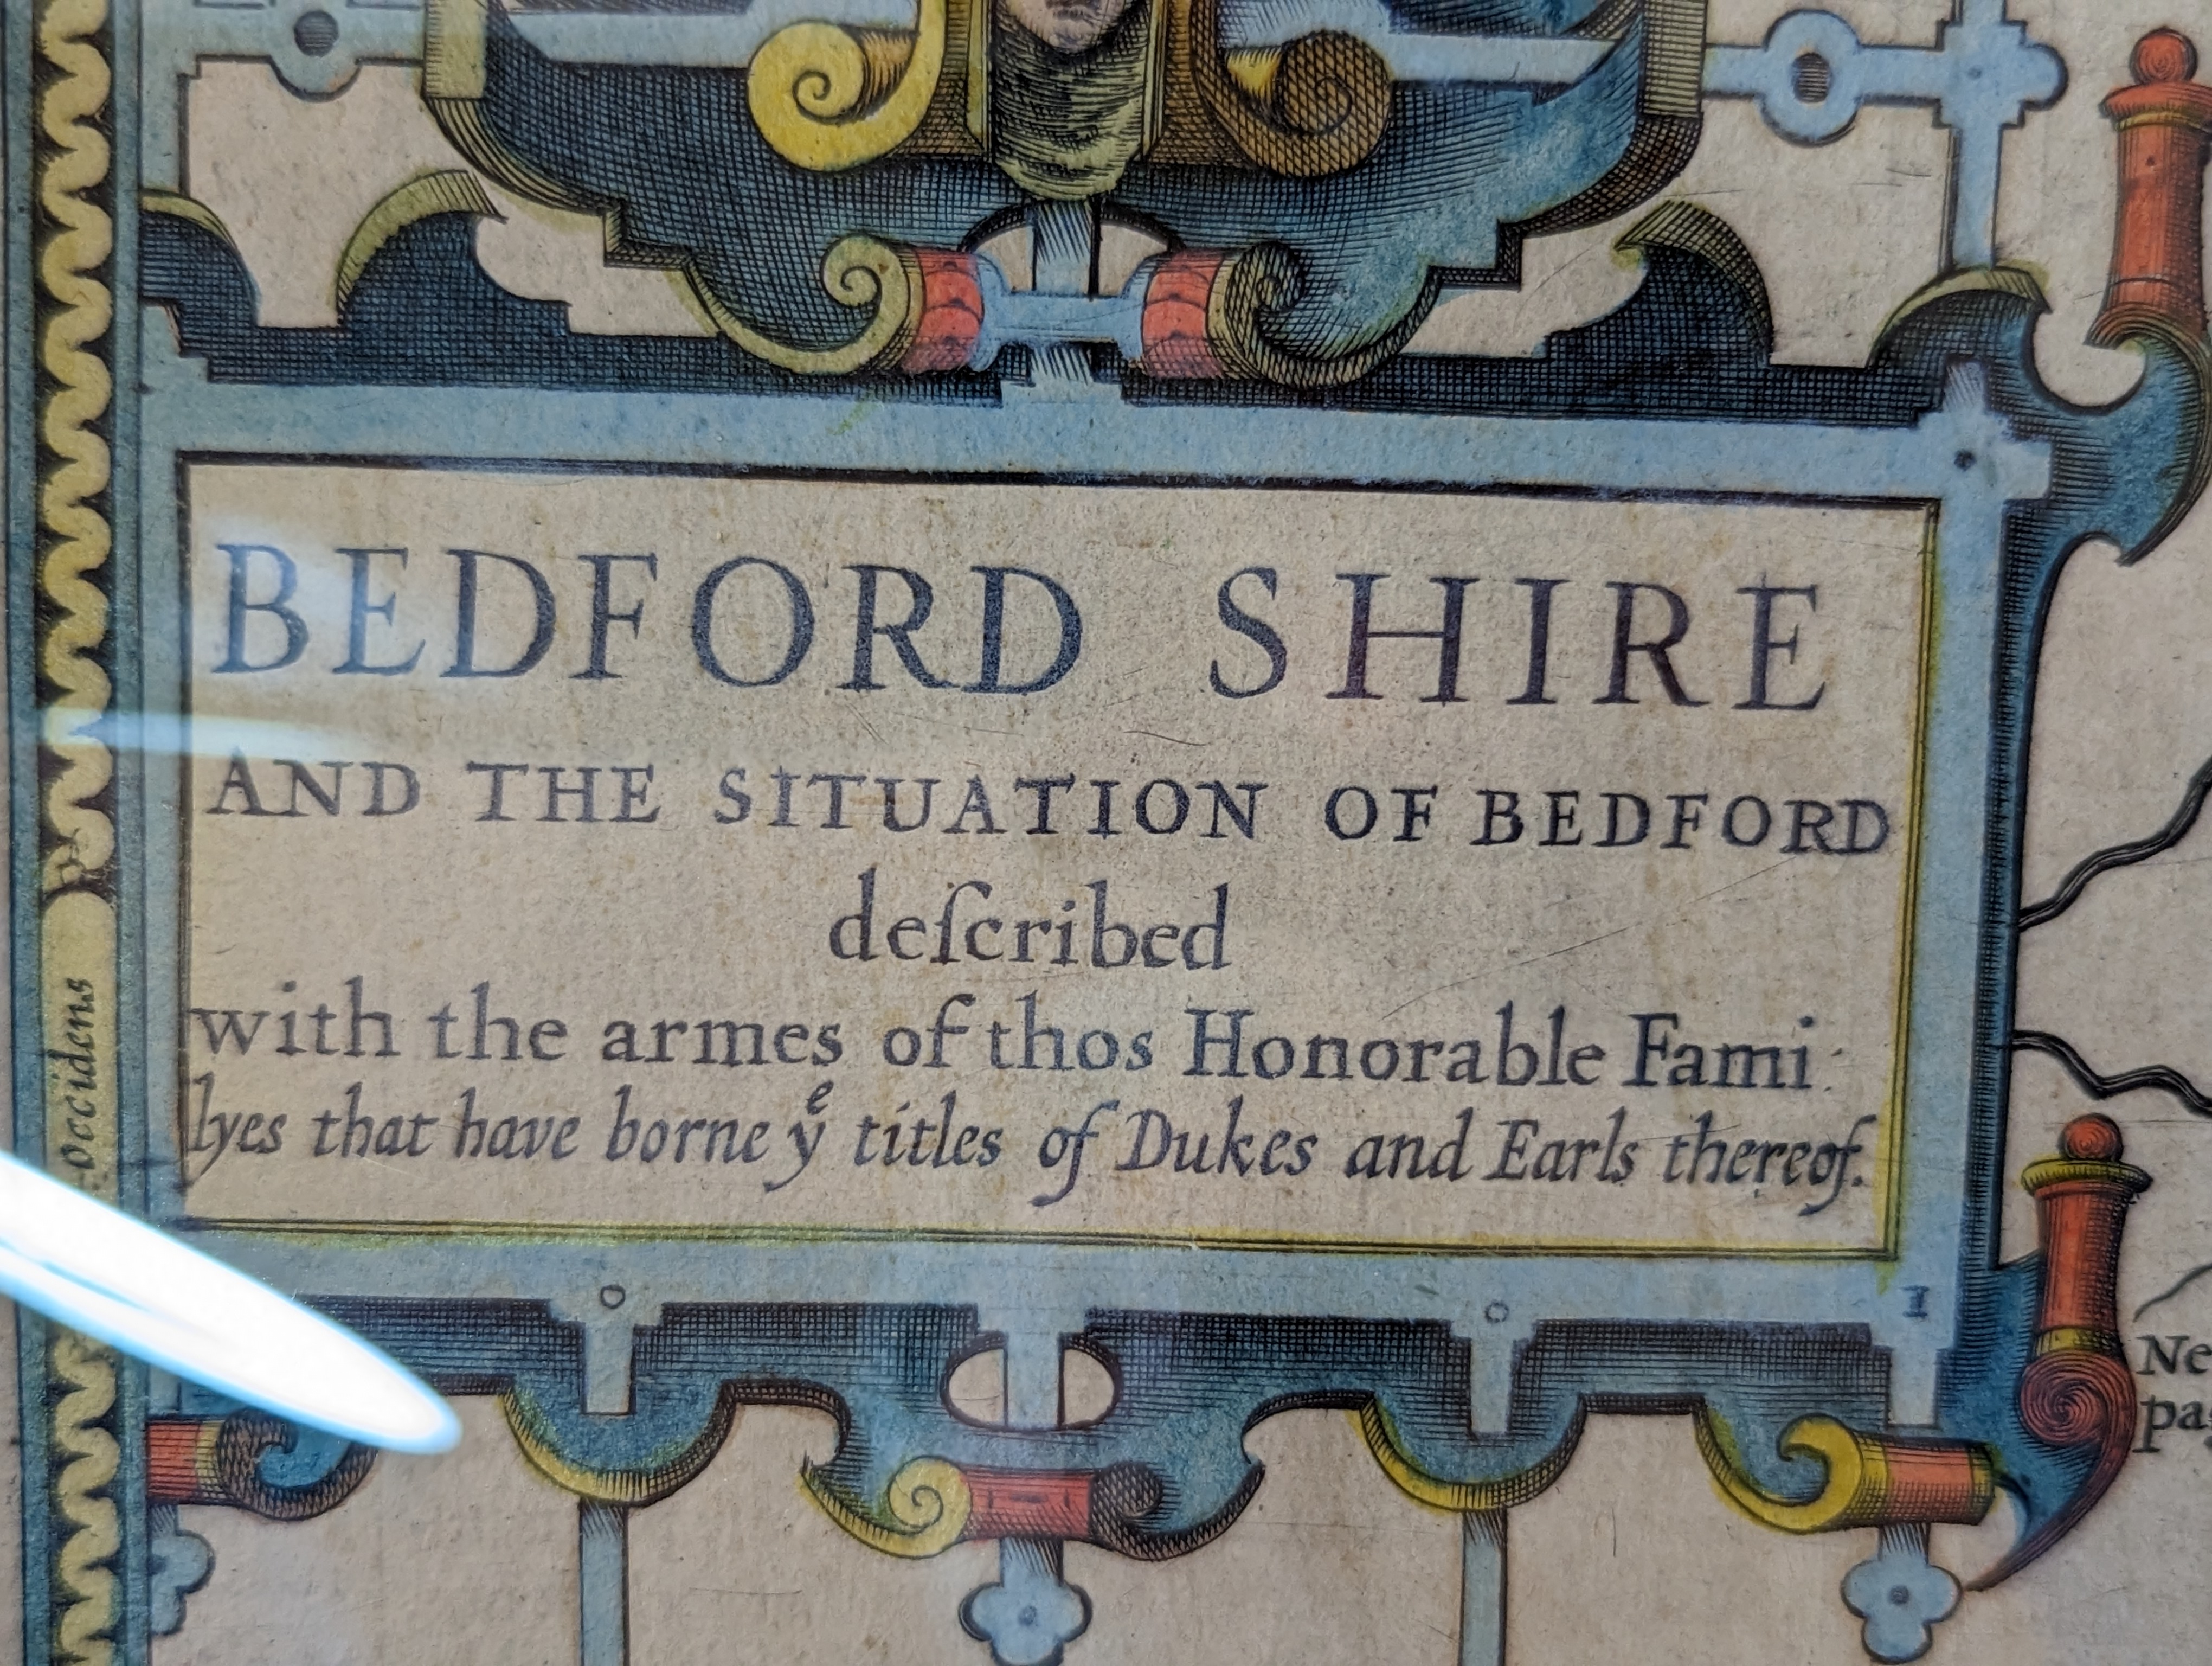 BEDFORD SHIRE
AND THE SITUATION OF BEDFORD
deſcribed
with the armes of thos Honorable Fami:
lyes that have borne yͤ titles of Dukes and Earls thereof.
Occidens
I
Ne
pa